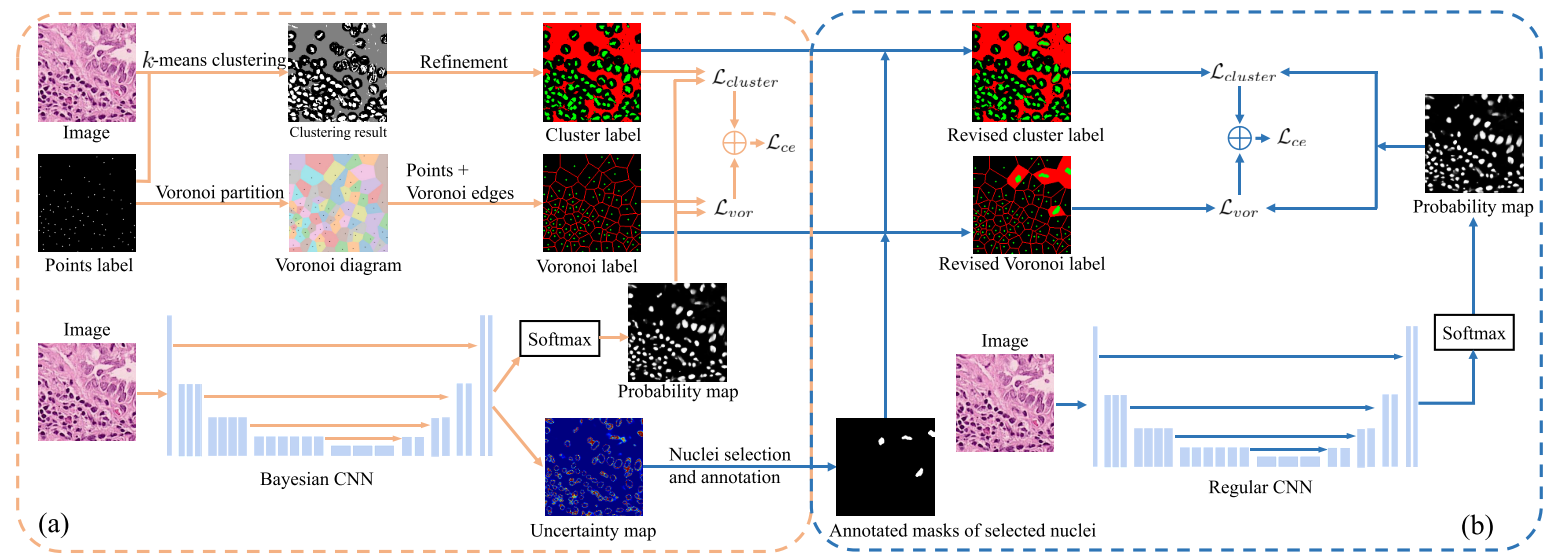 k-means clustering
Refinement
Image
Clustering result
Cluster label
Revised cluster label
ℒ_cluster
ℒ_ce
ℒ_cluster
ℒ_ce
Voronoi partition
Points +
Voronoi edges
ℒ_vor
ℒ_vor
Points label
Voronoi diagram
Voronoi label
Revised Voronoi label
Probability map
Image
Softmax
Probability map
Bayesian CNN
Nuclei selection
and annotation
Uncertainty map
Annotated masks of selected nuclei
(a)
Image
Softmax
Regular CNN
(b)